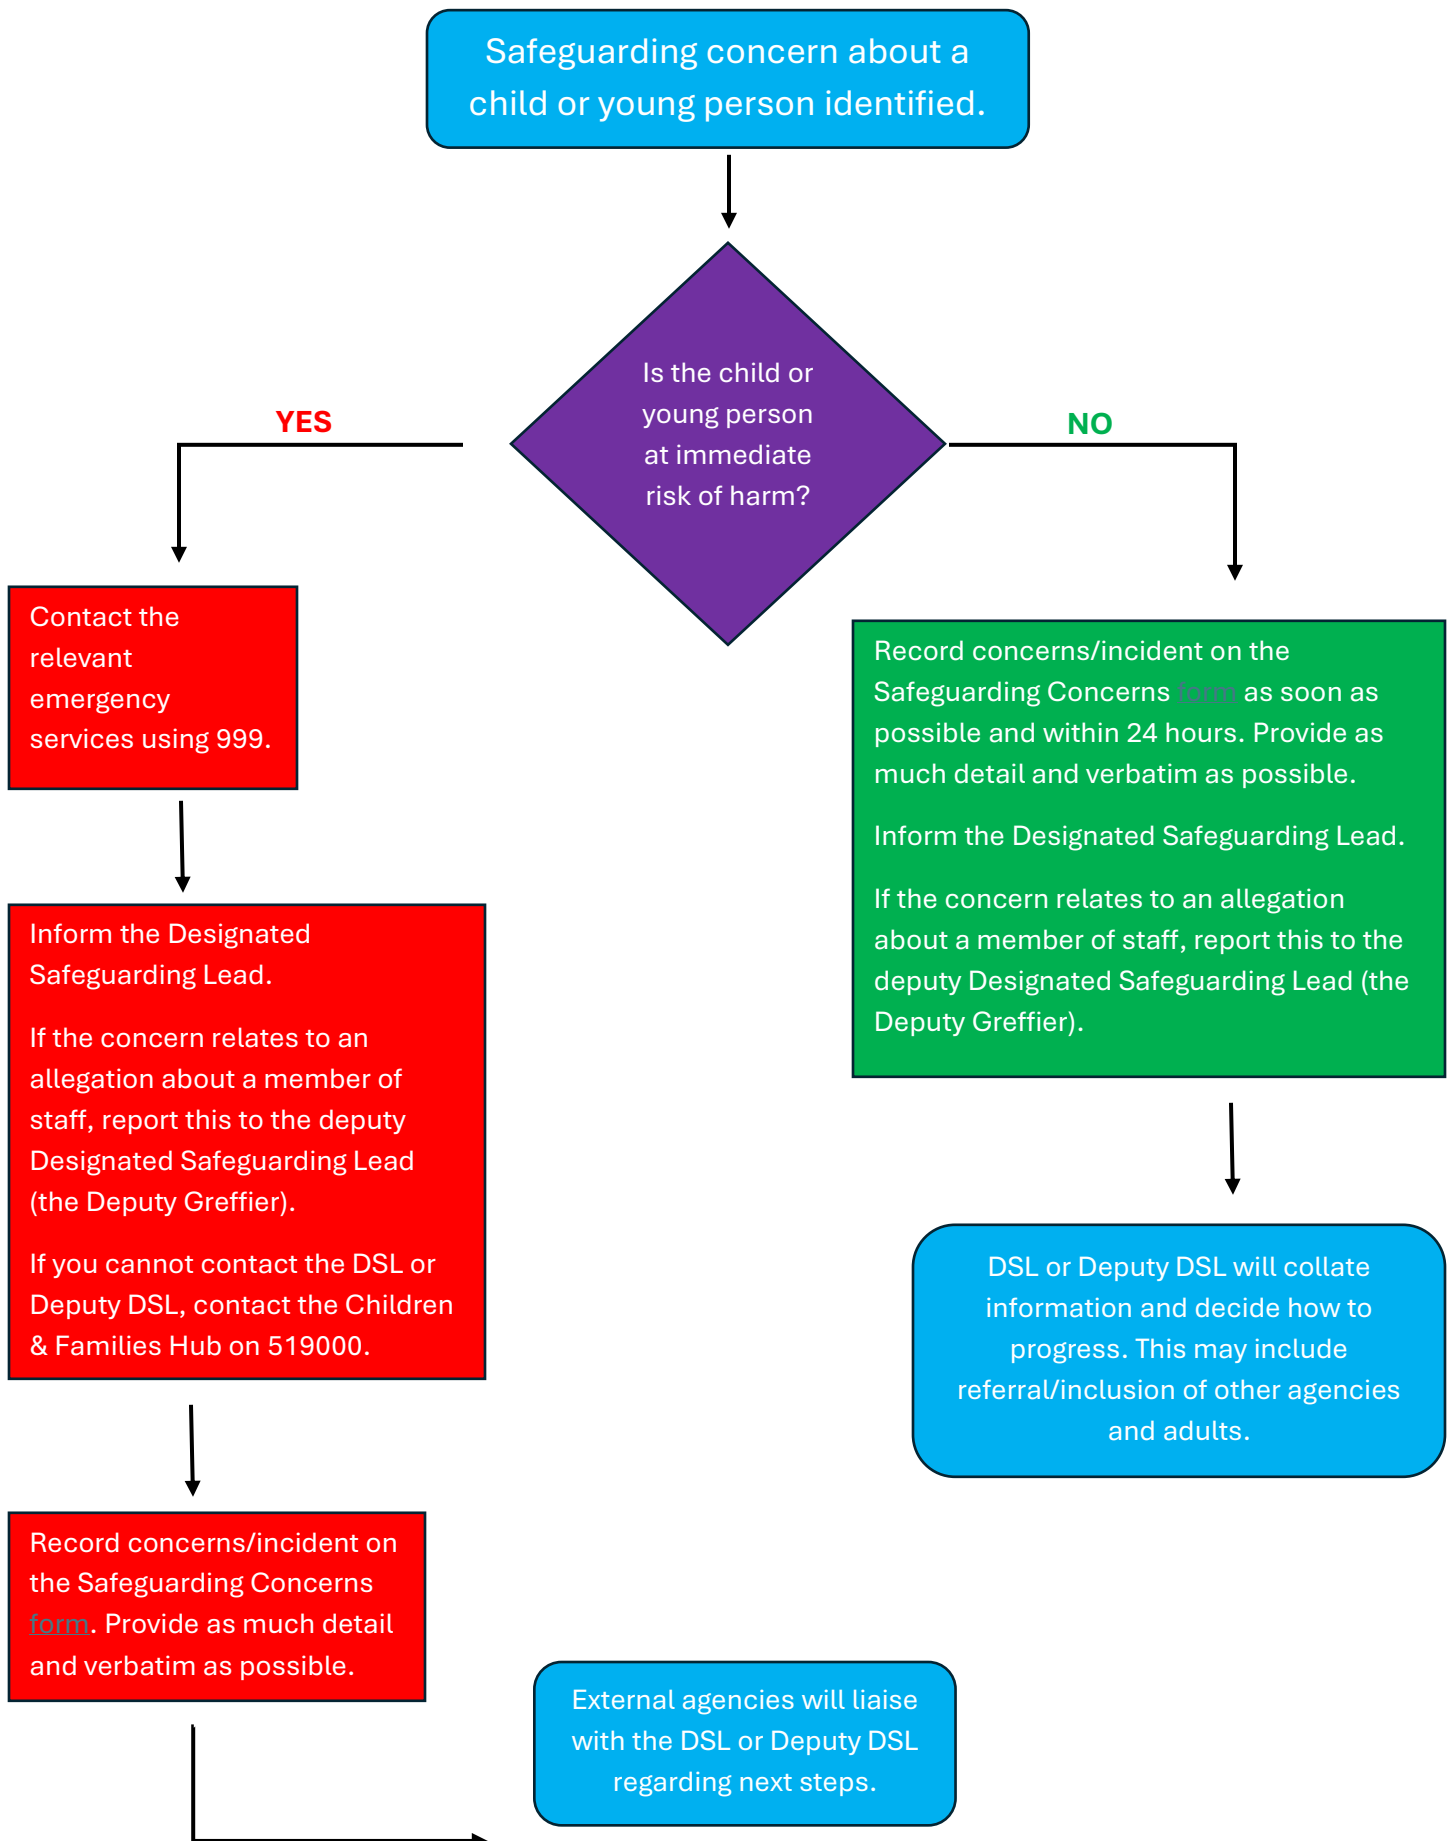 Safeguarding concern about a
child or young person identified.
Is the child or
young person
at immediate
risk of harm?
YES
NO
Contact the
relevant
emergency
services using 999.
Inform the Designated
Safeguarding Lead.
If the concern relates to an
allegation about a member of
staff, report this to the deputy
Designated Safeguarding Lead
(the Deputy Greffier).
If you cannot contact the DSL or
Deputy DSL, contact the Children
& Families Hub on 519000.
Record concerns/incident on
the Safeguarding Concerns
form. Provide as much detail
and verbatim as possible.
External agencies will liaise
with the DSL or Deputy DSL
regarding next steps.
Record concerns/incident on the
Safeguarding Concerns form as soon as
possible and within 24 hours. Provide as
much detail and verbatim as possible.
Inform the Designated Safeguarding Lead.
If the concern relates to an allegation
about a member of staff, report this to the
deputy Designated Safeguarding Lead (the
Deputy Greffier).
DSL or Deputy DSL will collate
information and decide how to
progress. This may include
referral/inclusion of other agencies
and adults.